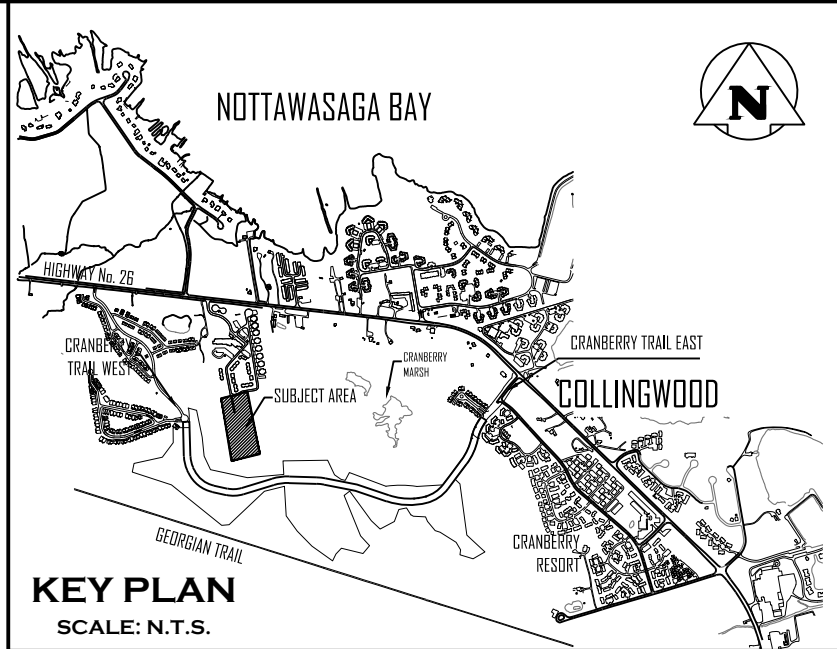 NOTTAWASAGA BAY
N
HIGHWAY No. 26
CRANBERRY
TRAIL WEST
CRANBERRY
MARSH
CRANBERRY TRAIL EAST
SUBJECT AREA
COLLINGWOOD
GEORGIAN TRAIL
CRANBERRY
RESORT
KEY PLAN
SCALE: N.T.S.